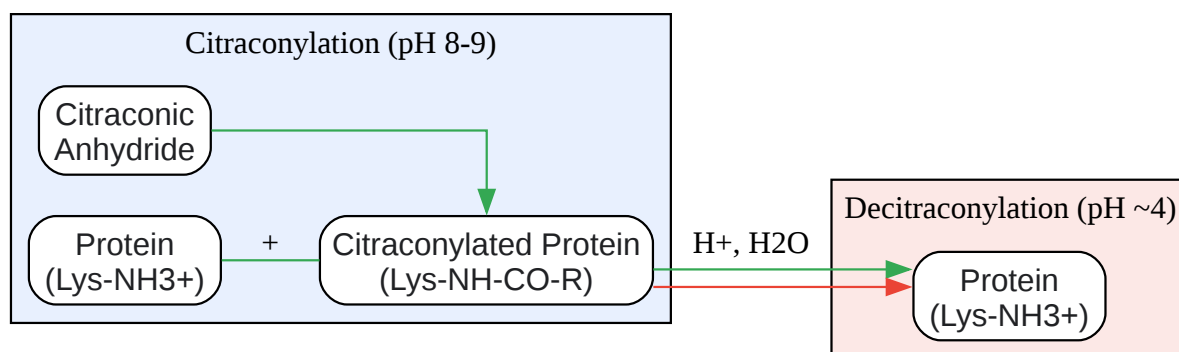 Citraconylation (pH 8-9)
Citraconic
Anhydride
Protein
(Lys-NH3+)
+
Citraconylated Protein
(Lys-NH-CO-R)
H+, H2O
Decitraconylation (pH ~4)
Protein
(Lys-NH3+)